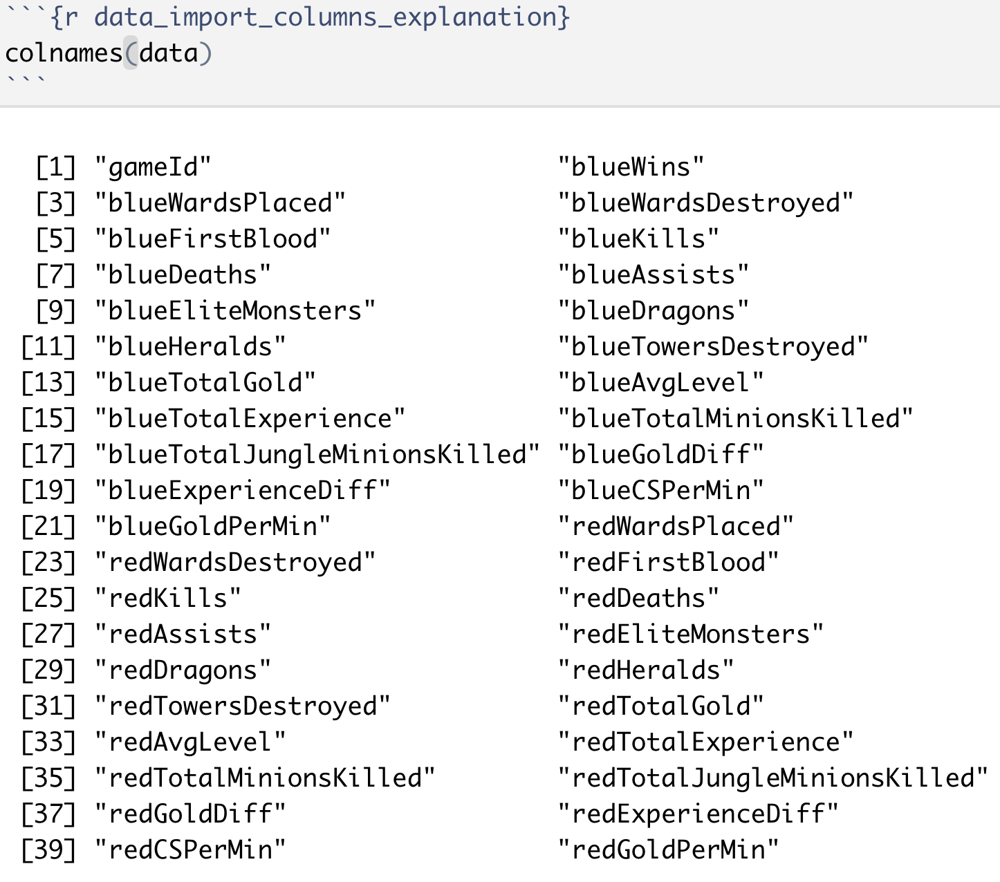 ```{r data_import_columns_explanation}
colnames(data)
```
[1] "gameId" "blueWins"
[3] "blueWardsPlaced" "blueWardsDestroyed"
[5] "blueFirstBlood" "blueKills"
[7] "blueDeaths" "blueAssists"
[9] "blueEliteMonsters" "blueDragons"
[11] "blueHeralds" "blueTowersDestroyed"
[13] "blueTotalGold" "blueAvgLevel"
[15] "blueTotalExperience" "blueTotalMinionsKilled"
[17] "blueTotalJungleMinionsKilled" "blueGoldDiff"
[19] "blueExperienceDiff" "blueCSPerMin"
[21] "blueGoldPerMin" "redWardsPlaced"
[23] "redWardsDestroyed" "redFirstBlood"
[25] "redKills" "redDeaths"
[27] "redAssists" "redEliteMonsters"
[29] "redDragons" "redHeralds"
[31] "redTowersDestroyed" "redTotalGold"
[33] "redAvgLevel" "redTotalExperience"
[35] "redTotalMinionsKilled" "redTotalJungleMinionsKilled"
[37] "redGoldDiff" "redExperienceDiff"
[39] "redCSPerMin" "redGoldPerMin"